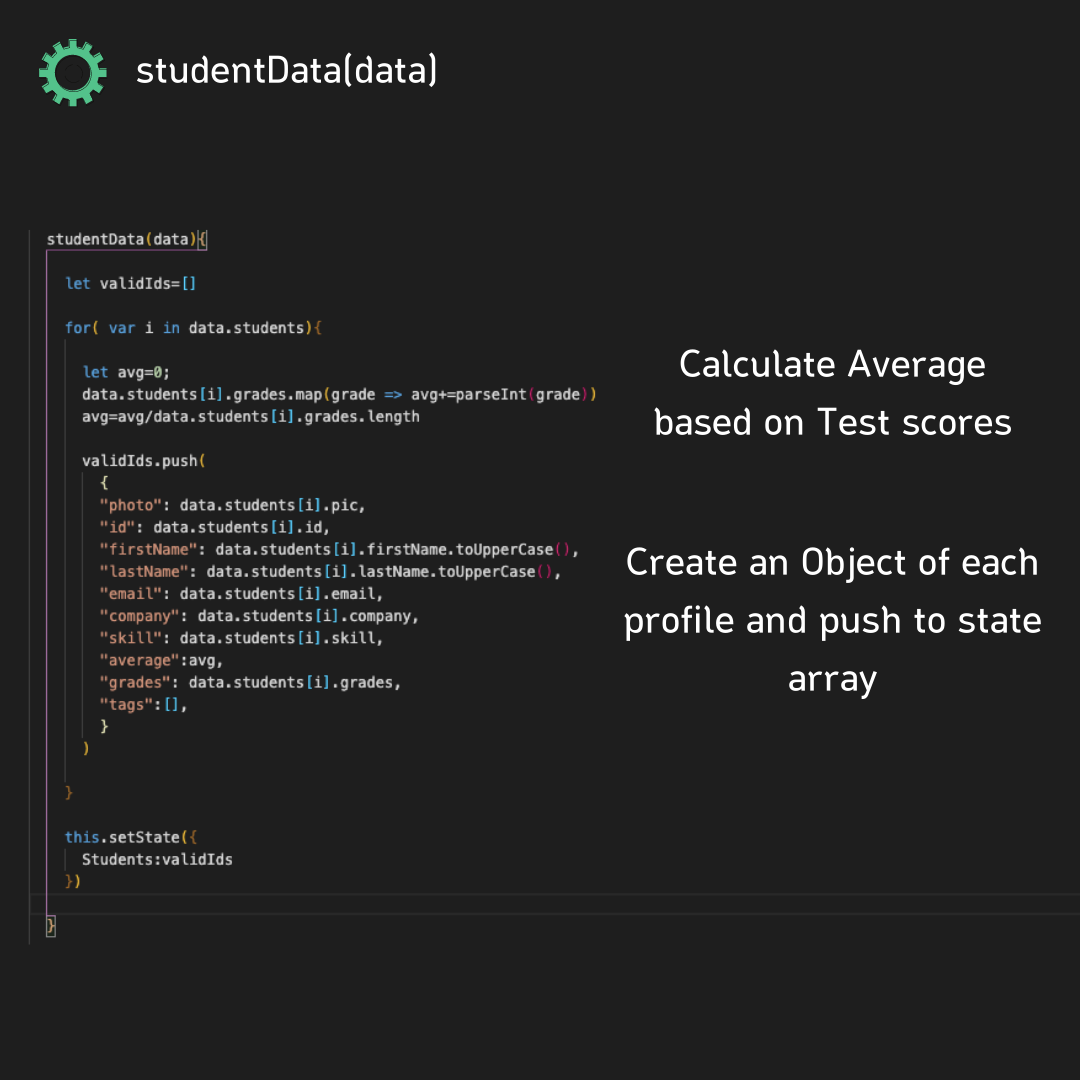 studentData(data)
studentData(data){
let validIds=[]
for( var i in data.students){
let avg=0;
data.students[i].grades.map(grade => avg+=parseInt(grade))
avg=avg/data.students[i].grades.length
validIds.push(
{
"photo": data.students[i].pic,
"id": data.students[i].id,
"firstName": data.students[i].firstName.toUpperCase(),
"lastName": data.students[i].lastName.toUpperCase(),
"email": data.students[i].email,
"company": data.students[i].company,
"skill": data.students[i].skill,
"average":avg,
"grades": data.students[i].grades,
"tags":[],
}
)
}
this.setState({
Students:validIds
})
}
Calculate Average
based on Test scores
Create an Object of each
profile and push to state
array